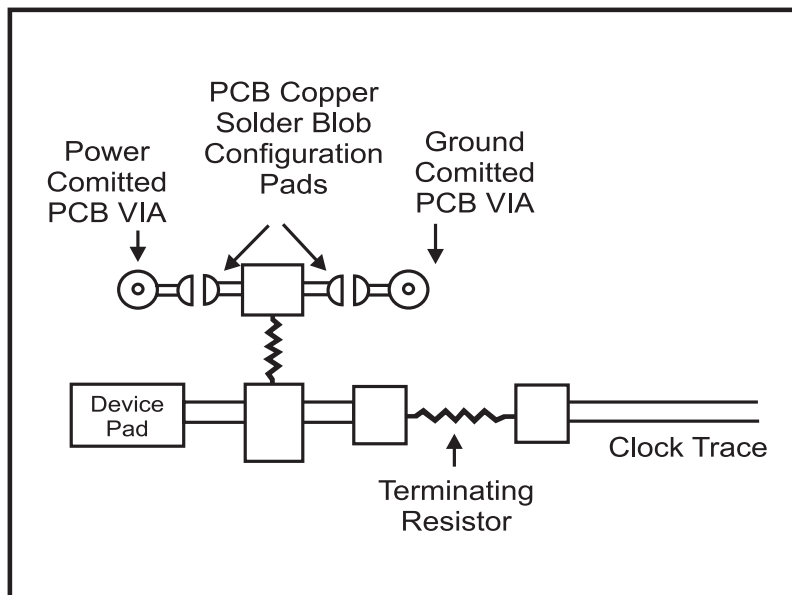 PCB Copper
Solder Blob
Configuration
Pads
Power
Comitted
PCB VIA
Ground
Comitted
PCB VIA
Device
Pad
Clock Trace
Terminating
Resistor